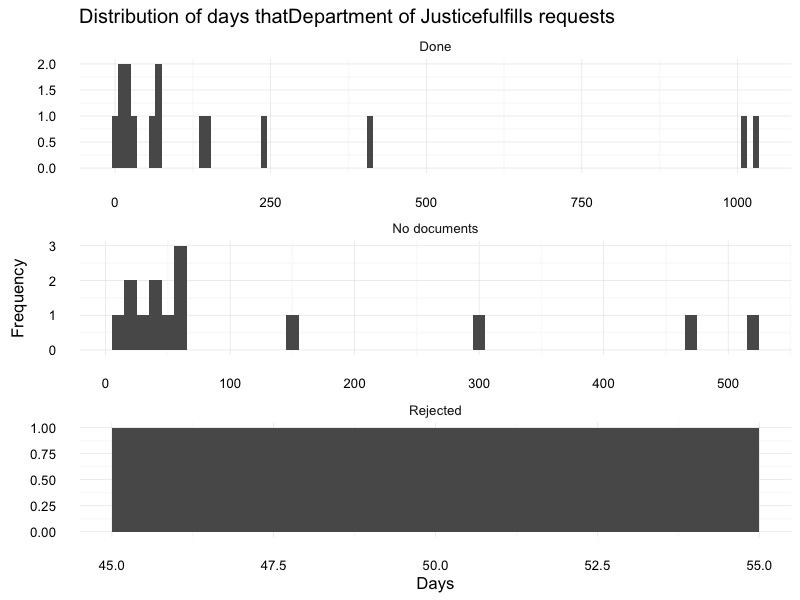 Distribution of days thatDepartment of Justicefulfills requests
Done
2.0
1.5
1.0
0.5
0.0
0 250 500 750 1000
No documents
3
2
1
0
0 100 200 300 400 500
Frequency
Rejected
1.00
0.75
0.50
0.25
0.00
45.0 47.5 50.0 52.5 55.0
Days